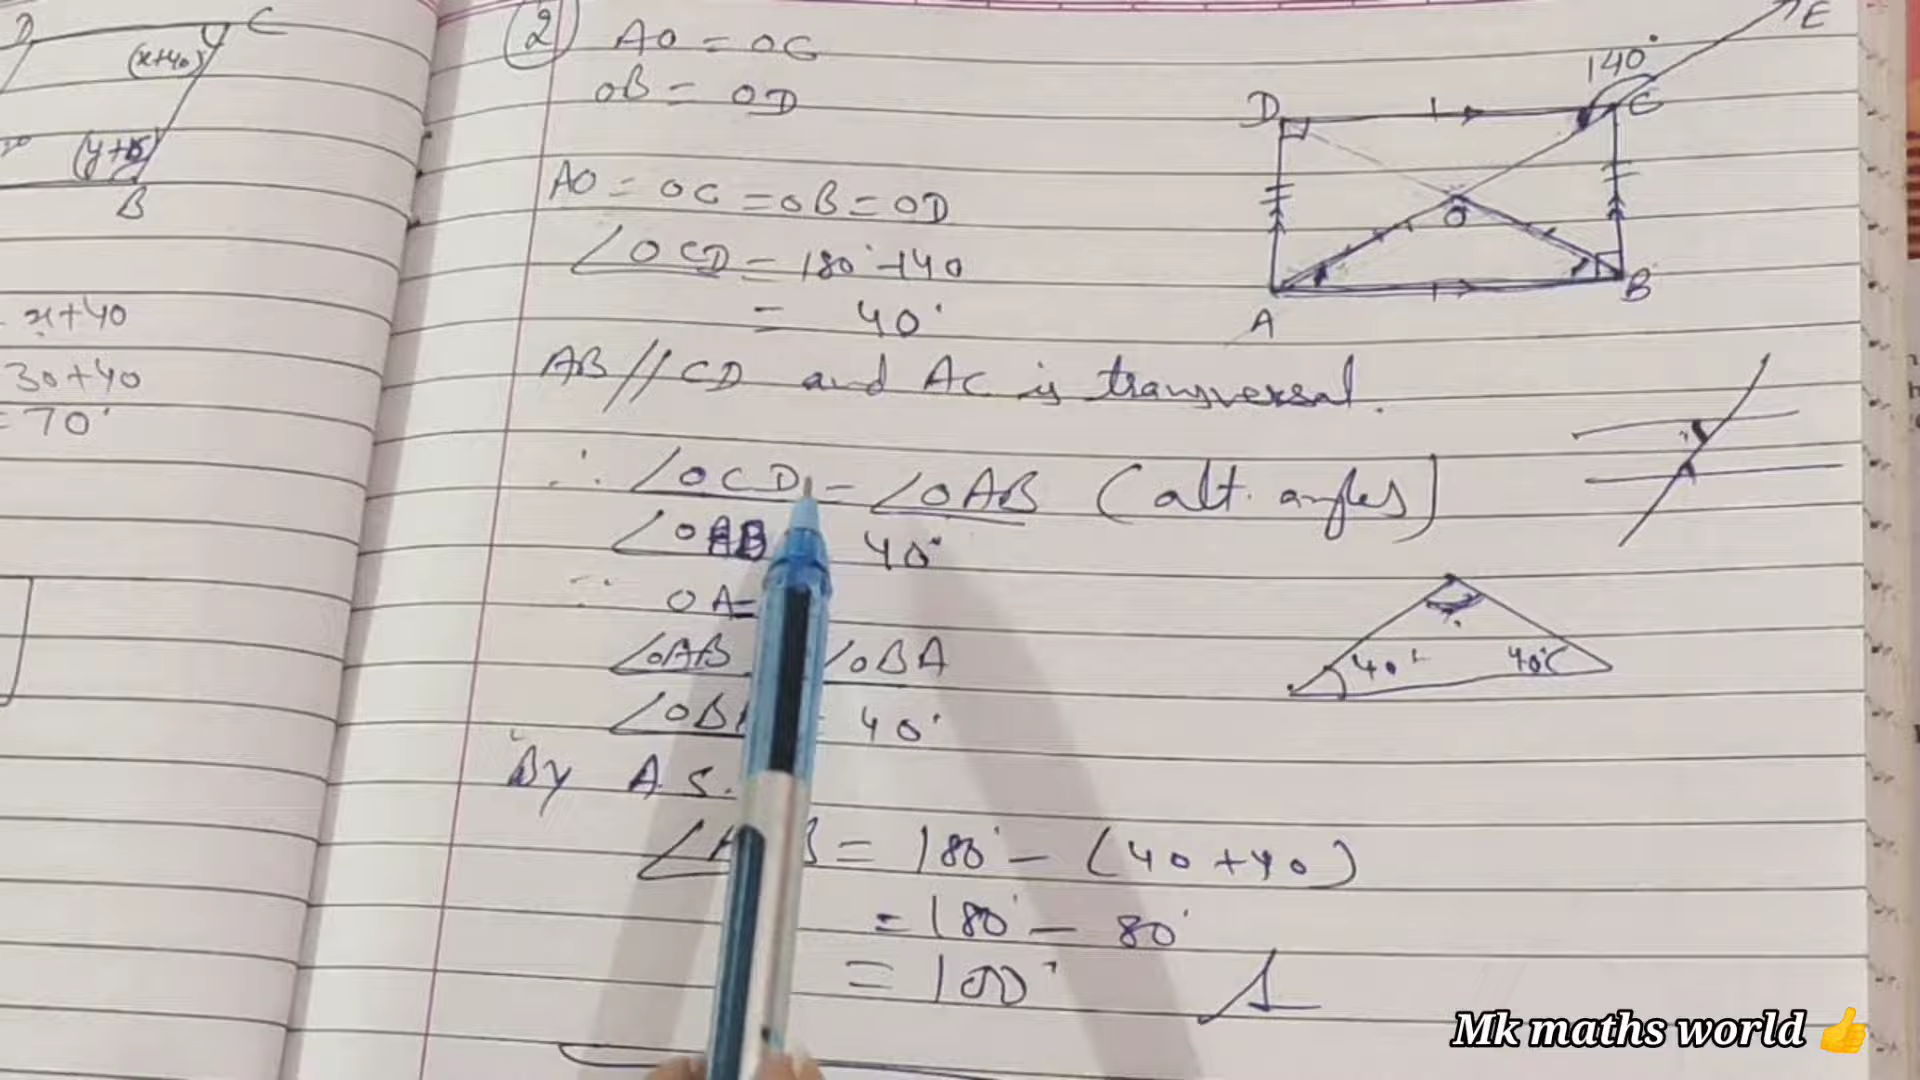 D C
(x+40)
(y+15)
B
x+40
30+40
= 70°
(2) AO = OC
OB = OD
AO = OC = OB = OD
∠OCD = 180° - 140
= 40°
AB // CD and AC is tranversal.
∴ ∠OCD = ∠OAB (alt. angles)
∠OAB 40°
∵ OA =
∠OAB ∠OBA
∠OB = 40°
By A.S.
∠A B = 180° - (40+40)
= 180° - 80°
= 100°
E
140°
D C
O
A B
40° 40°
Mk maths world 👍